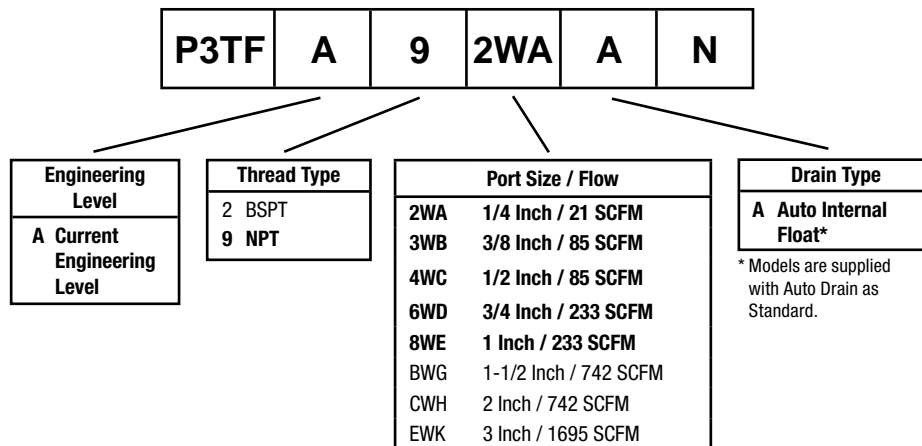 P3TF A 9 2WA A N
Engineering
Level
A Current
Engineering
Level
Thread Type
2 BSPT
9 NPT
Port Size / Flow
2WA 1/4 Inch / 21 SCFM
3WB 3/8 Inch / 85 SCFM
4WC 1/2 Inch / 85 SCFM
6WD 3/4 Inch / 233 SCFM
8WE 1 Inch / 233 SCFM
BWG 1-1/2 Inch / 742 SCFM
CWH 2 Inch / 742 SCFM
EWK 3 Inch / 1695 SCFM
Drain Type
A Auto Internal
Float*
* Models are supplied
with Auto Drain as
Standard.